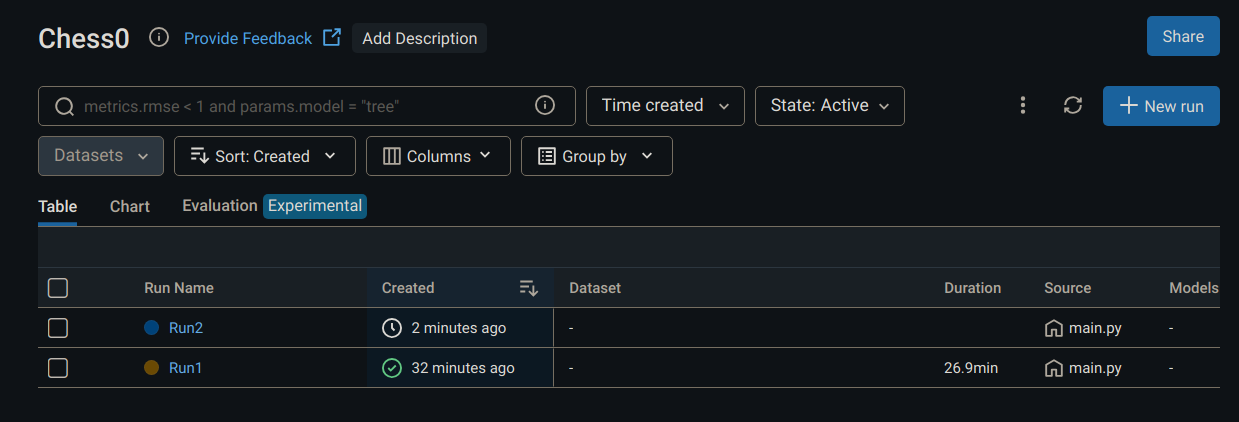 Chess0 Provide Feedback Add Description Share
metrics.rmse < 1 and params.model = "tree" Time created State: Active New run
Datasets Sort: Created Columns Group by
Table Chart Evaluation Experimental
Run Name Created Dataset Duration Source Models
Run2 2 minutes ago - main.py -
Run1 32 minutes ago - 26.9min main.py -